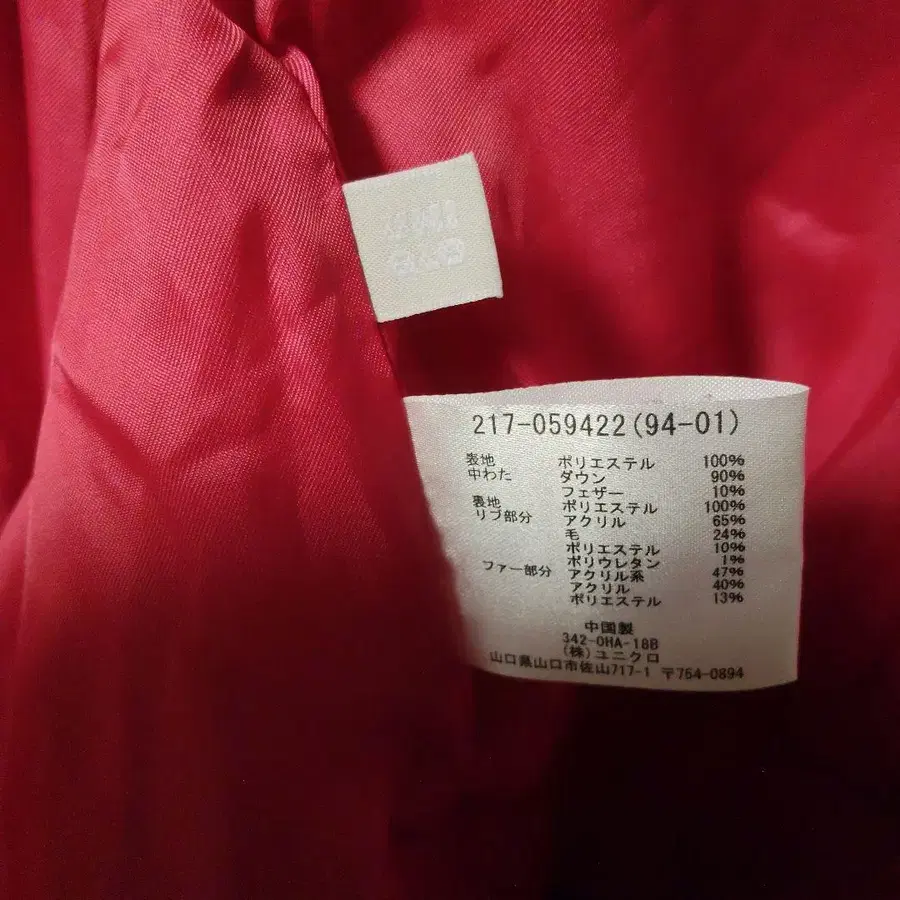 217-059422(94-01)
表地 ポリエステル 100%
中わた ダウン 90%
フェザー 10%
裏地 ポリエステル 100%
リブ部分 アクリル 65%
毛 24%
ポリエステル 10%
ポリウレタン 1%
ファー部分 アクリル系 47%
アクリル 40%
ポリエステル 13%
中国製
342-0HA-18B
(株)ユニクロ
山口県山口市佐山717-1 〒754-0894